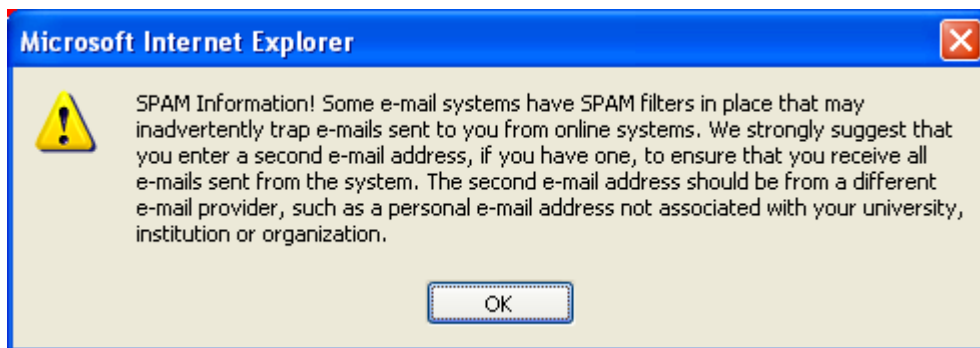 Microsoft Internet Explorer
SPAM Information! Some e-mail systems have SPAM filters in place that may
inadvertently trap e-mails sent to you from online systems. We strongly suggest that
you enter a second e-mail address, if you have one, to ensure that you receive all
e-mails sent from the system. The second e-mail address should be from a different
e-mail provider, such as a personal e-mail address not associated with your university,
institution or organization.
OK